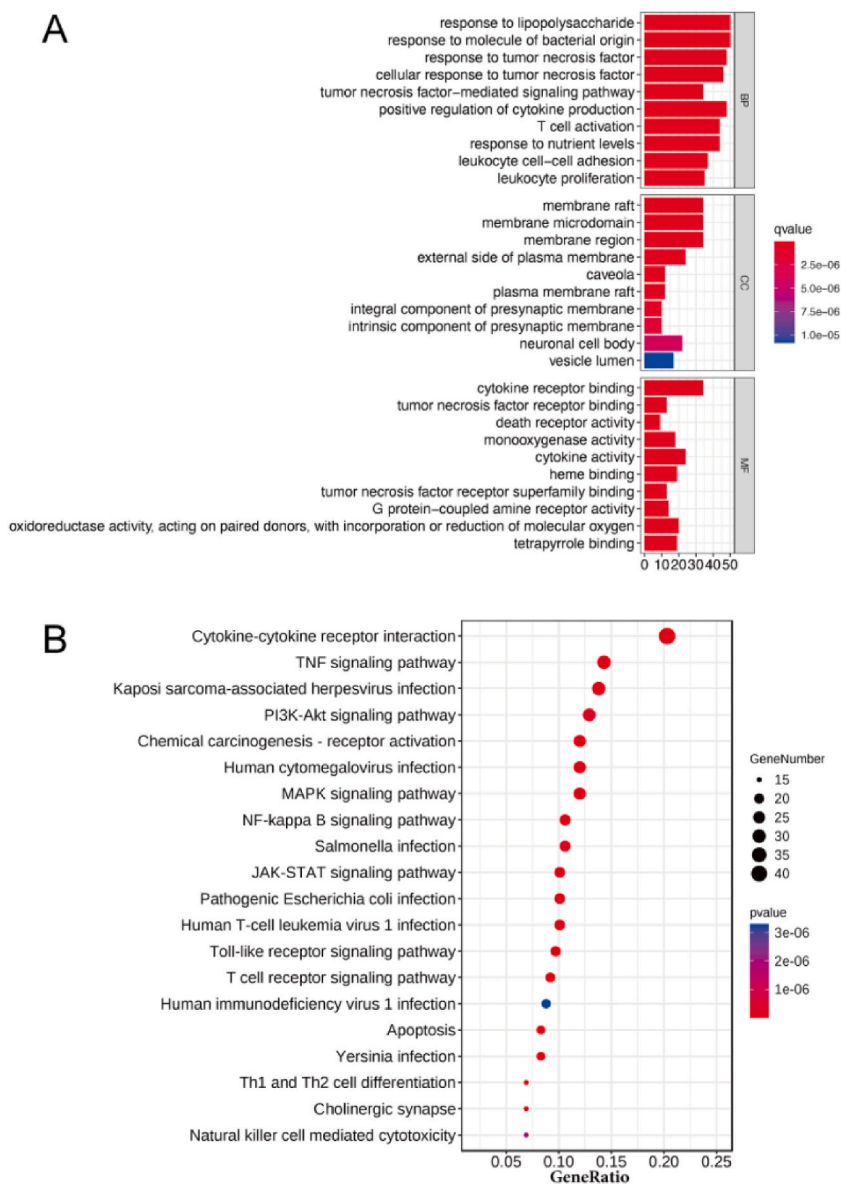 A
response to lipopolysaccharide
response to molecule of bacterial origin
response to tumor necrosis factor
cellular response to tumor necrosis factor
tumor necrosis factor−mediated signaling pathway
positive regulation of cytokine production
T cell activation
response to nutrient levels
leukocyte cell−cell adhesion
leukocyte proliferation
BP
membrane raft
membrane microdomain
membrane region
external side of plasma membrane
caveola
plasma membrane raft
integral component of presynaptic membrane
intrinsic component of presynaptic membrane
neuronal cell body
vesicle lumen
CC
cytokine receptor binding
tumor necrosis factor receptor binding
death receptor activity
monooxygenase activity
cytokine activity
heme binding
tumor necrosis factor receptor superfamily binding
G protein−coupled amine receptor activity
oxidoreductase activity, acting on paired donors, with incorporation or reduction of molecular oxygen
tetrapyrrole binding
MF
0 10 20 30 40 50
qvalue
2.5e−06
5.0e−06
7.5e−06
1.0e−05
B
Cytokine-cytokine receptor interaction
TNF signaling pathway
Kaposi sarcoma-associated herpesvirus infection
PI3K-Akt signaling pathway
Chemical carcinogenesis - receptor activation
Human cytomegalovirus infection
MAPK signaling pathway
NF-kappa B signaling pathway
Salmonella infection
JAK-STAT signaling pathway
Pathogenic Escherichia coli infection
Human T-cell leukemia virus 1 infection
Toll-like receptor signaling pathway
T cell receptor signaling pathway
Human immunodeficiency virus 1 infection
Apoptosis
Yersinia infection
Th1 and Th2 cell differentiation
Cholinergic synapse
Natural killer cell mediated cytotoxicity
0.05 0.10 0.15 0.20 0.25
GeneRatio
GeneNumber
15
20
25
30
35
40
pvalue
3e-06
2e-06
1e-06